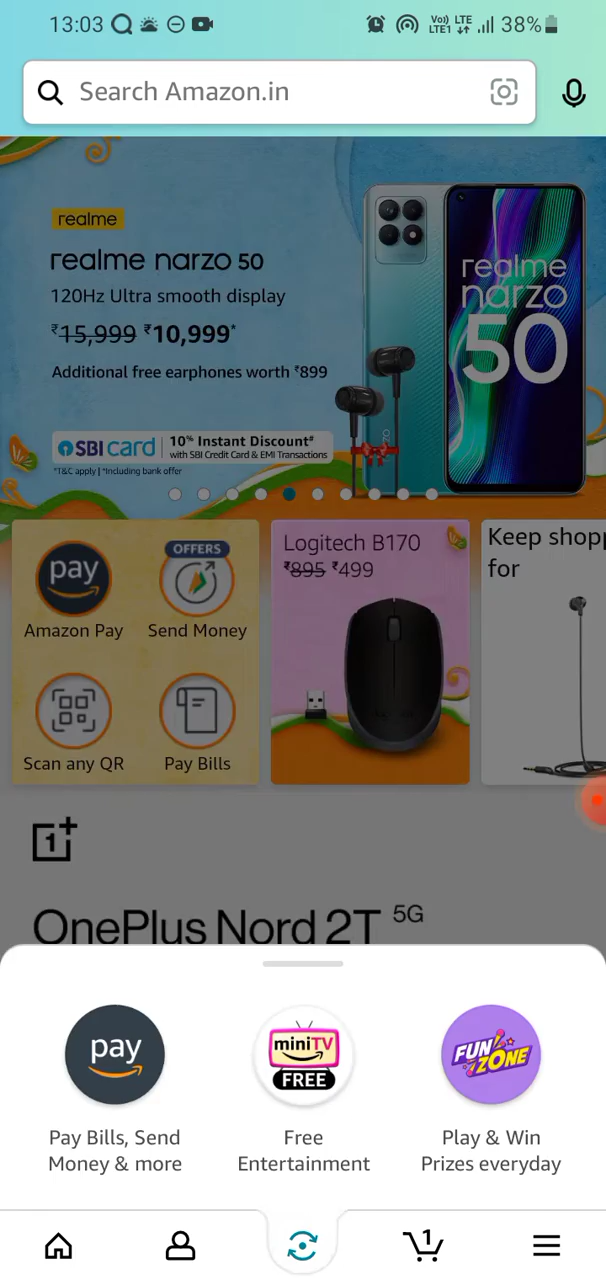 13:03
Vo)) LTE
LTE1
38%
Search Amazon.in
realme
realme narzo 50
120Hz Ultra smooth display
₹15,999 ₹10,999*
Additional free earphones worth ₹899
SBI card 10% Instant Discount#
with SBI Credit Card & EMI Transactions
*T&C apply | *Including bank offer
realme
narzo
50
pay
Amazon Pay
OFFERS
Send Money
Scan any QR
Pay Bills
Logitech B170
₹895 ₹499
Keep shopp
for
1+
OnePlus Nord 2T 5G
pay
Pay Bills, Send
Money & more
miniTV
FREE
Free
Entertainment
FUN ZONE
Play & Win
Prizes everyday
1